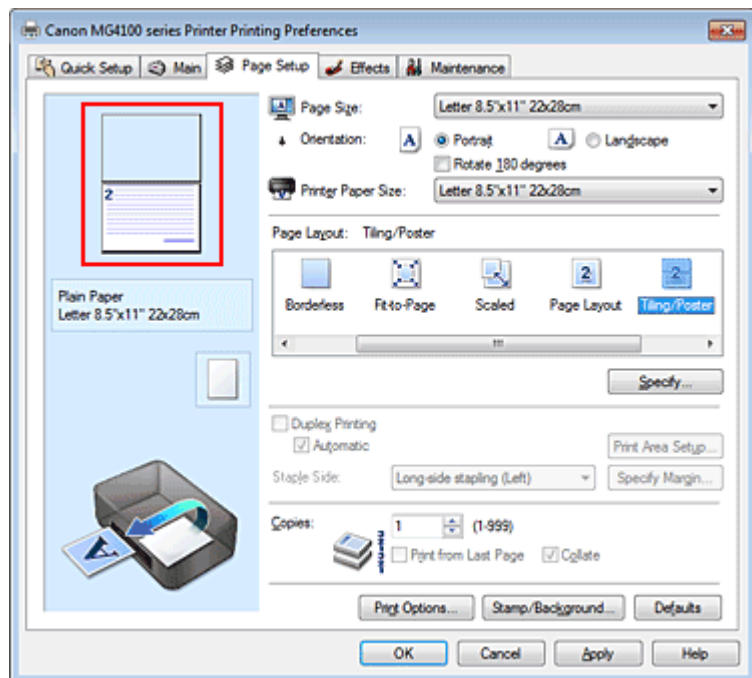 Canon MG4100 series Printer Printing Preferences
Quick Setup Main Page Setup Effects Maintenance
Page Size: Letter 8.5"x11" 22x28cm
Orientation: A Portrait A Landscape
Rotate 180 degrees
Printer Paper Size: Letter 8.5"x11" 22x28cm
2
Page Layout: Tiling/Poster
2 2
Borderless Fit-to-Page Scaled Page Layout Tiling/Poster
Plain Paper
Letter 8.5"x11" 22x28cm
Specify...
Duplex Printing
Automatic Print Area Setup...
Staple Side: Long-side stapling (Left) Specify Margin...
Copies: 1 (1-999)
Print from Last Page Collate
A
Print Options... Stamp/Background... Defaults
OK Cancel Apply Help